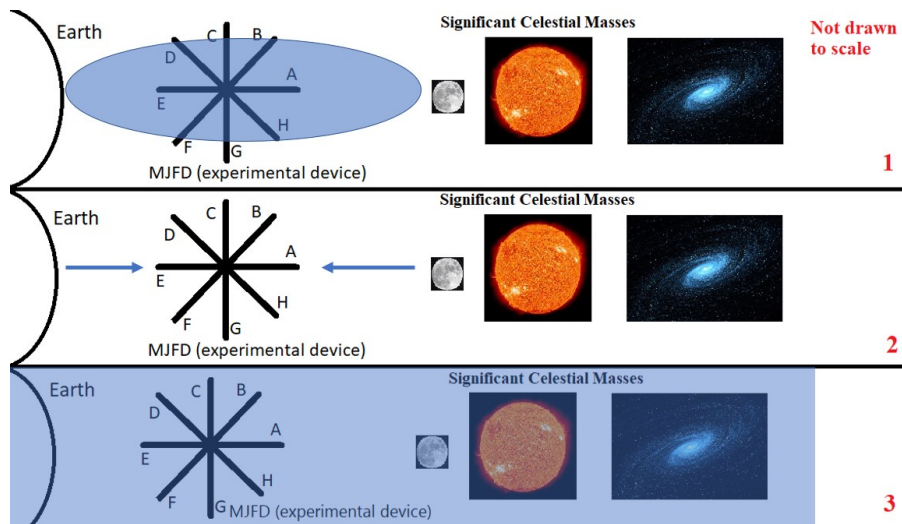 Significant Celestial Masses
Not drawn
to scale
Earth
C
B
D
A
E
H
F
G
MJFD (experimental device)
1
Significant Celestial Masses
Earth
C
B
D
A
E
H
F
G
MJFD (experimental device)
2
Significant Celestial Masses
Earth
C
B
D
A
E
H
F
G
MJFD (experimental device)
3